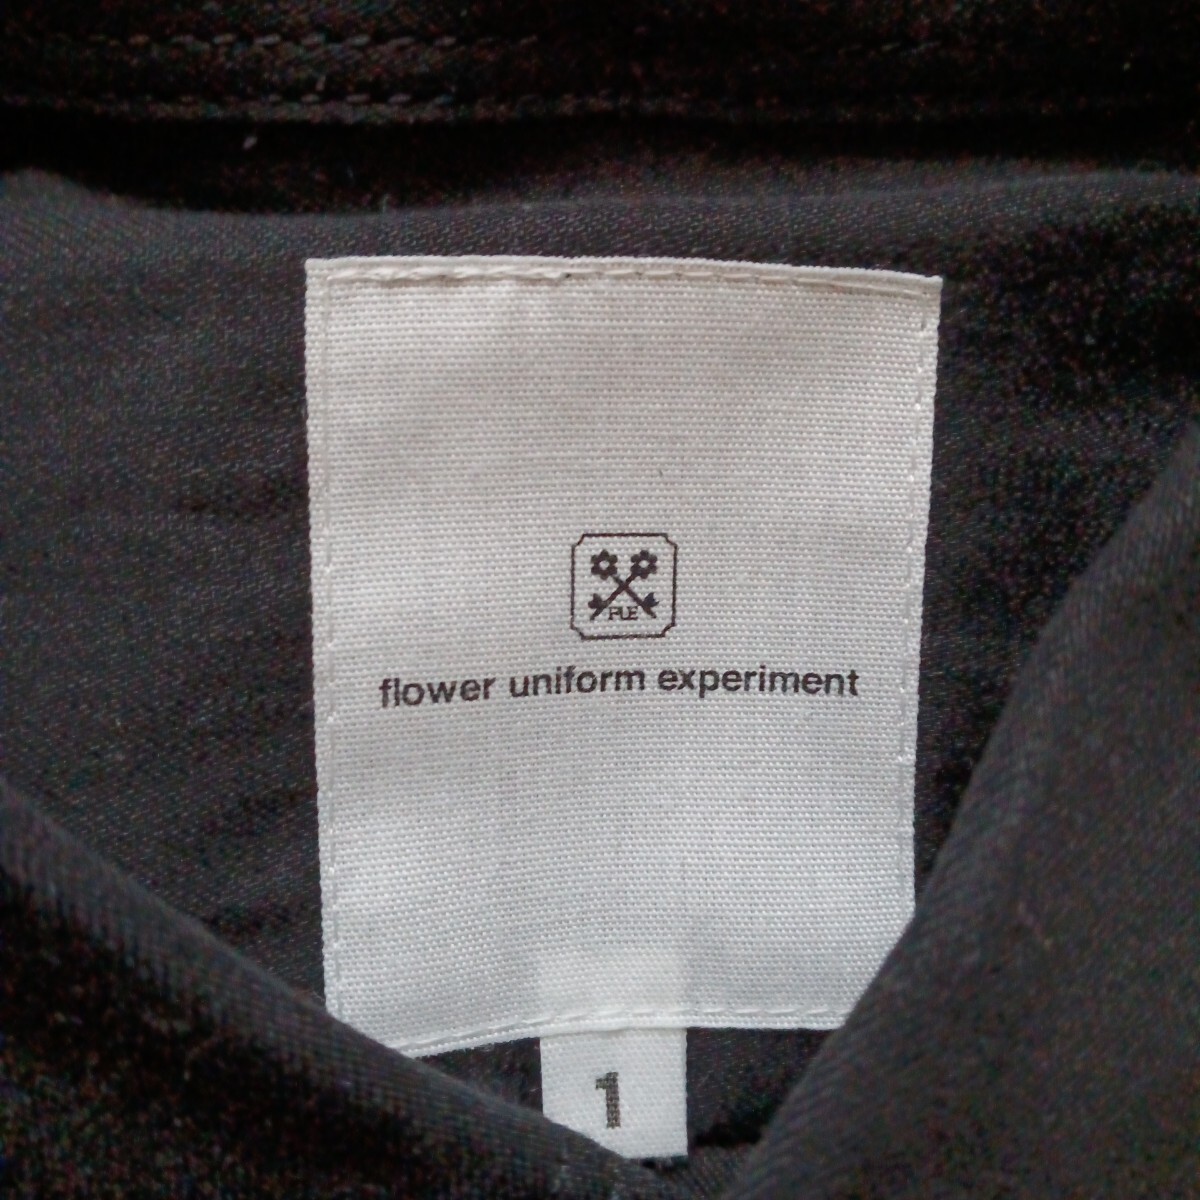 FUE
flower uniform experiment
1